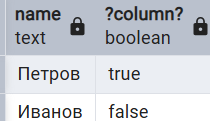 name ?column?
text boolean
Петров true
Иванов false